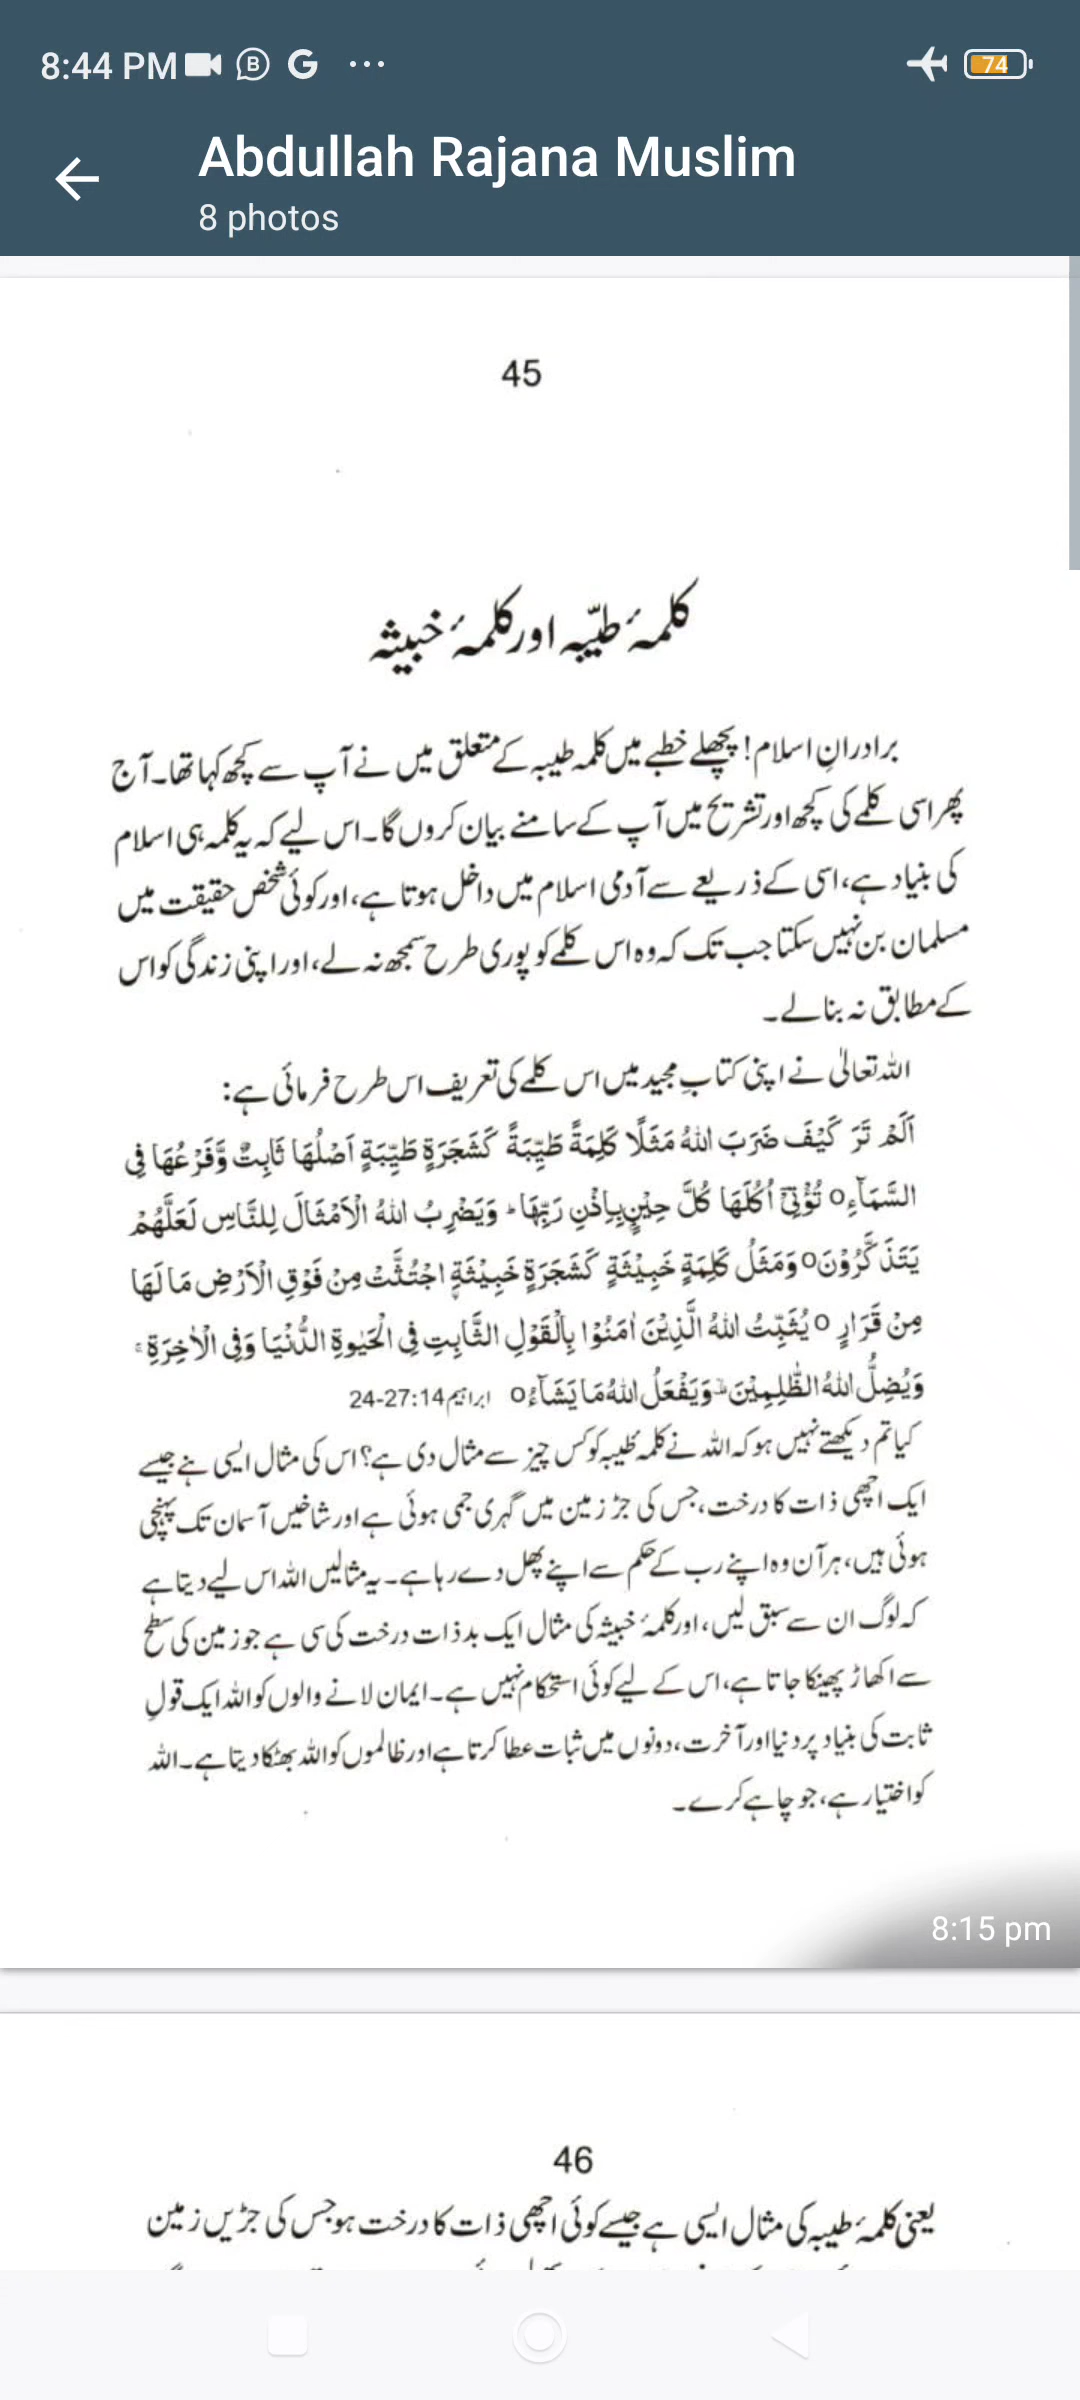 8:44 PM
74
Abdullah Rajana Muslim
8 photos
45
کلمۂ طیّبہ اور کلمۂ خبیثہ
برادرانِ اسلام! پچھلے خطبے میں کلمہ طیبہ کے متعلق میں نے آپ سے کچھ کہا تھا۔ آج
پھر اسی کلمے کی کچھ اور تشریح میں آپ کے سامنے بیان کروں گا۔ اس لیے کہ یہ کلمہ ہی اسلام
کی بنیاد ہے، اسی کے ذریعے سے آدمی اسلام میں داخل ہوتا ہے، اور کوئی شخص حقیقت میں
مسلمان بن نہیں سکتا جب تک کہ وہ اس کلمے کو پوری طرح سمجھ نہ لے، اور اپنی زندگی کو اس
کے مطابق نہ بنا لے۔
اللہ تعالیٰ نے اپنی کتابِ مجید میں اس کلمے کی تعریف اس طرح فرمائی ہے:
اَلَمْ تَرَ كَيْفَ ضَرَبَ اللهُ مَثَلًا كَلِمَةً طَيِّبَةً كَشَجَرَةٍ طَيِّبَةٍ اَصْلُهَا ثَابِتٌ وَّفَرْعُهَا فِى
السَّمَآءِ○ تُؤْتِىْٓ اُكُلَهَا كُلَّ حِيْنٍۢ بِاِذْنِ رَبِّهَا ؕ وَيَضْرِبُ اللهُ الْاَمْثَالَ لِلنَّاسِ لَعَلَّهُمْ
يَتَذَكَّرُوْنَ○ وَمَثَلُ كَلِمَةٍ خَبِيْثَةٍ كَشَجَرَةٍ خَبِيْثَةِ ۨاجْتُثَّتْ مِنْ فَوْقِ الْاَرْضِ مَا لَهَا
مِنْ قَرَارٍ ○ يُثَبِّتُ اللهُ الَّذِيْنَ اٰمَنُوْا بِالْقَوْلِ الثَّابِتِ فِى الْحَيٰوةِ الدُّنْيَا وَفِى الْاٰخِرَةِ ۚ
وَيُضِلُّ اللهُ الظّٰلِمِيْنَ ۙ وَيَفْعَلُ اللهُ مَا يَشَآءُ○ ابراہیم 24-27:14
کیا تم دیکھتے نہیں ہو کہ اللہ نے کلمہ طیبہ کو کس چیز سے مثال دی ہے؟ اس کی مثال ایسی ہے جیسے
ایک اچھی ذات کا درخت، جس کی جڑ زمین میں گہری جمی ہوئی ہے اور شاخیں آسمان تک پہنچی
ہوئی ہیں، ہر آن وہ اپنے رب کے حکم سے اپنے پھل دے رہا ہے۔ یہ مثالیں اللہ اس لیے دیتا ہے
کہ لوگ ان سے سبق لیں، اور کلمۂ خبیثہ کی مثال ایک بد ذات درخت کی سی ہے جو زمین کی سطح
سے اکھاڑ پھینکا جاتا ہے، اس کے لیے کوئی استحکام نہیں ہے۔ ایمان لانے والوں کو اللہ ایک قولِ
ثابت کی بنیاد پر دنیا اور آخرت، دونوں میں ثبات عطا کرتا ہے اور ظالموں کو اللہ بھٹکا دیتا ہے۔ اللہ
کو اختیار ہے، جو چاہے کرے۔
8:15 pm
46
یعنی کلمۂ طیبہ کی مثال ایسی ہے جیسے کوئی اچھی ذات کا درخت ہو جس کی جڑیں زمین